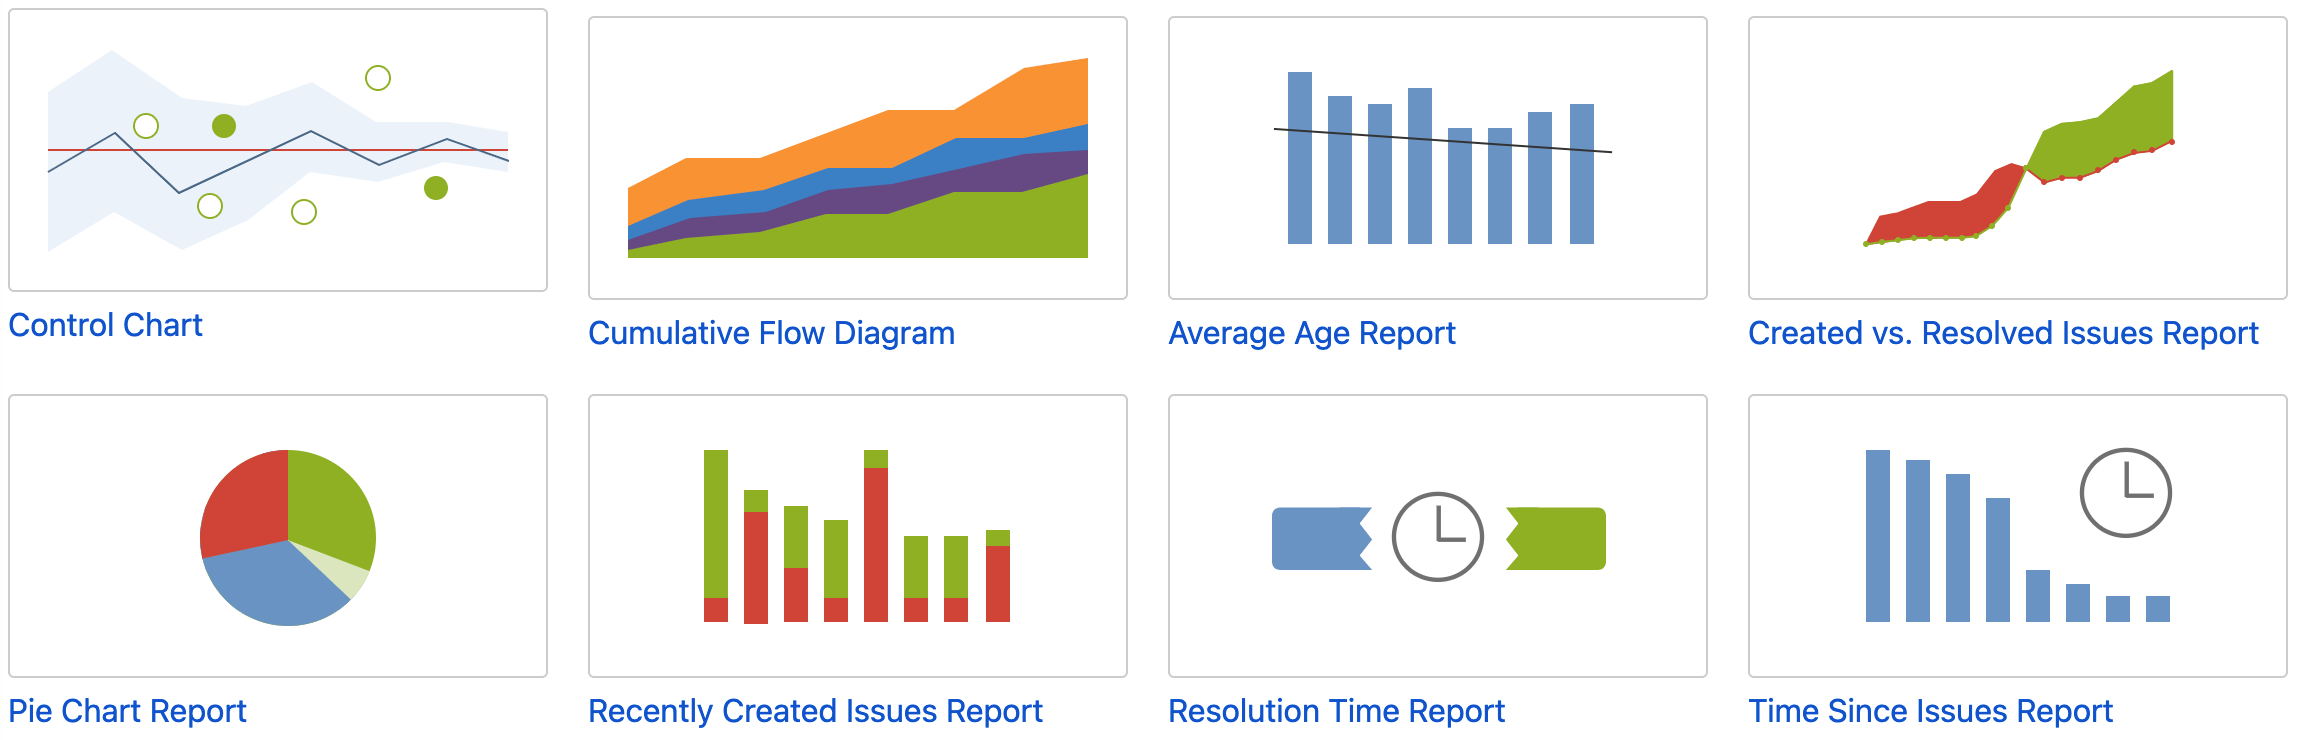 Control Chart
Cumulative Flow Diagram
Average Age Report
Created vs. Resolved Issues Report
Pie Chart Report
Recently Created Issues Report
Resolution Time Report
Time Since Issues Report